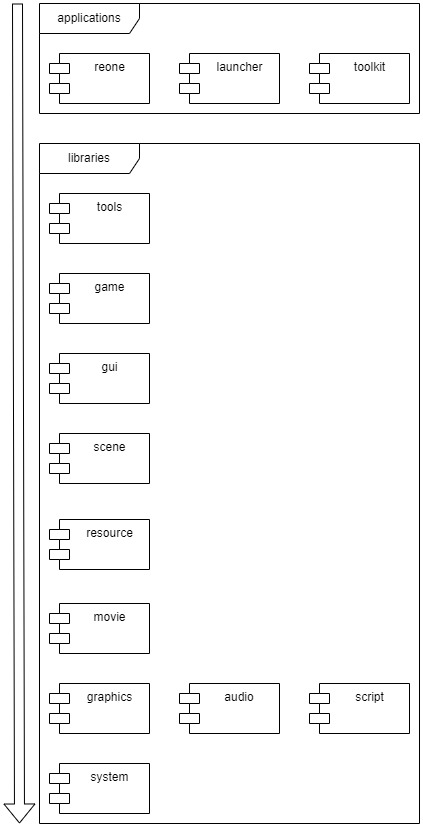 applications
reone
launcher
toolkit
libraries
tools
game
gui
scene
resource
movie
graphics
audio
script
system